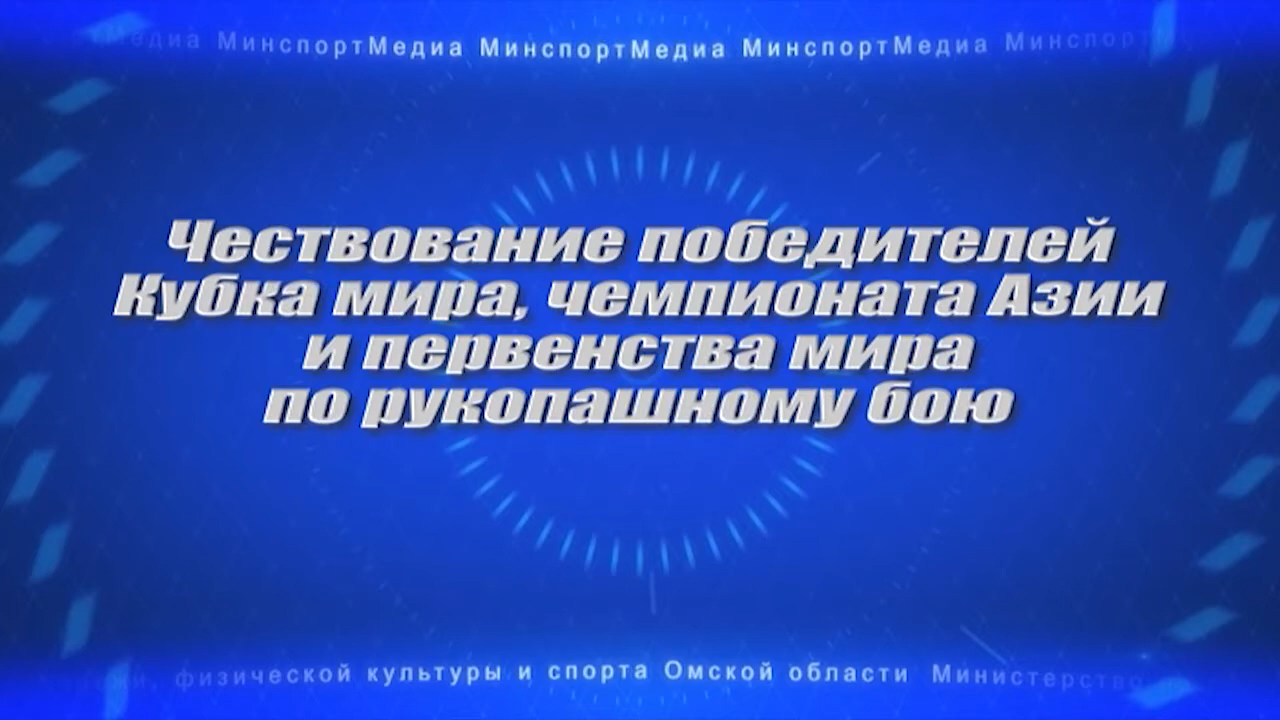 МинспортМедиа МинспортМедиа МинспортМедиа
Чествование победителей
Кубка мира, чемпионата Азии
и первенства мира
по рукопашному бою
физической культуры и спорта Омской области Министерство